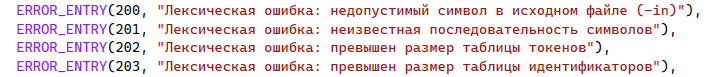 ERROR_ENTRY(200, "Лексическая ошибка: недопустимый символ в исходном файле (-in)"),
ERROR_ENTRY(201, "Лексическая ошибка: неизвестная последовательность символов"),
ERROR_ENTRY(202, "Лексическая ошибка: превышен размер таблицы токенов"),
ERROR_ENTRY(203, "Лексическая ошибка: превышен размер таблицы идентификаторов"),